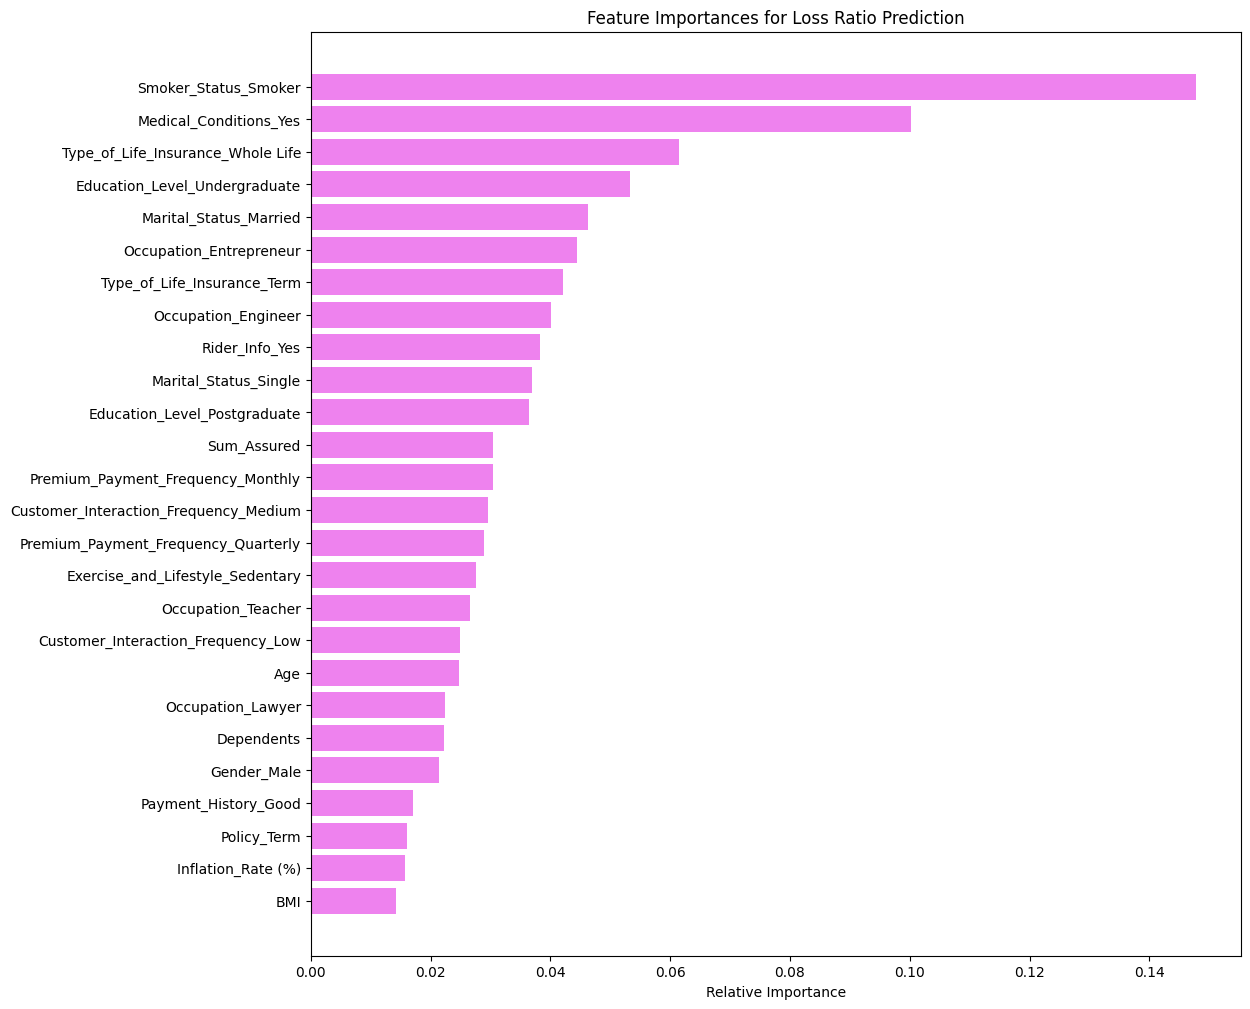 Feature Importances for Loss Ratio Prediction
Smoker_Status_Smoker
Medical_Conditions_Yes
Type_of_Life_Insurance_Whole Life
Education_Level_Undergraduate
Marital_Status_Married
Occupation_Entrepreneur
Type_of_Life_Insurance_Term
Occupation_Engineer
Rider_Info_Yes
Marital_Status_Single
Education_Level_Postgraduate
Sum_Assured
Premium_Payment_Frequency_Monthly
Customer_Interaction_Frequency_Medium
Premium_Payment_Frequency_Quarterly
Exercise_and_Lifestyle_Sedentary
Occupation_Teacher
Customer_Interaction_Frequency_Low
Age
Occupation_Lawyer
Dependents
Gender_Male
Payment_History_Good
Policy_Term
Inflation_Rate (%)
BMI
0.00 0.02 0.04 0.06 0.08 0.10 0.12 0.14
Relative Importance